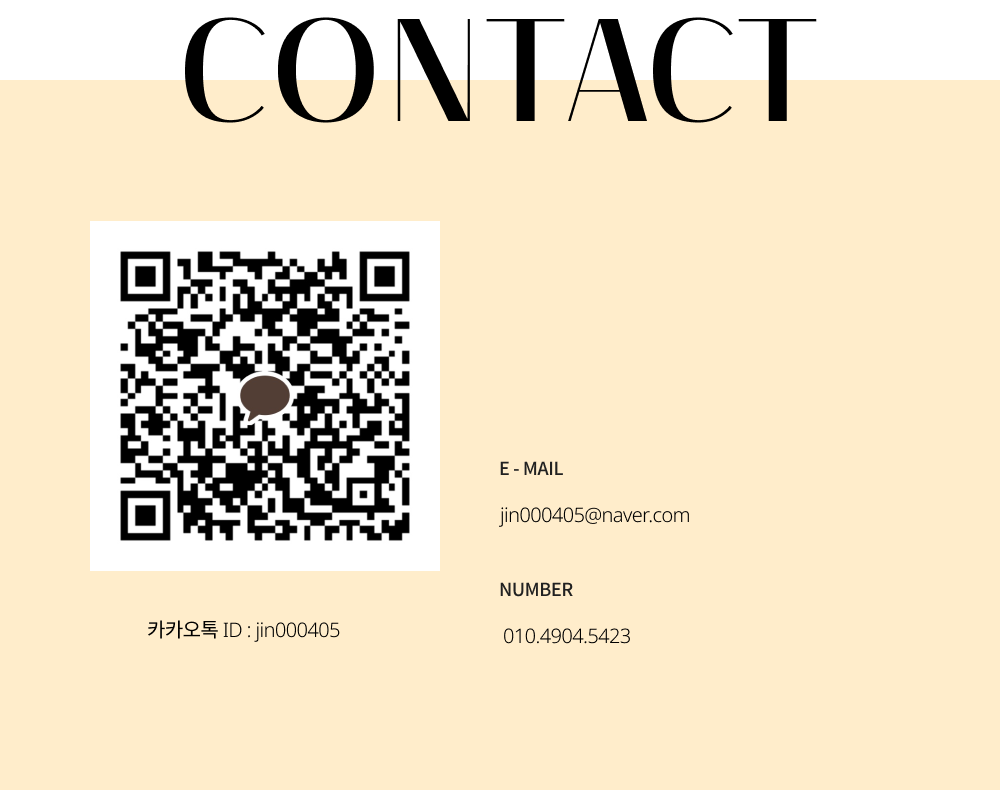 CONTACT
E - MAIL
jin000405@naver.com
NUMBER
010.4904.5423
카카오톡 ID : jin000405